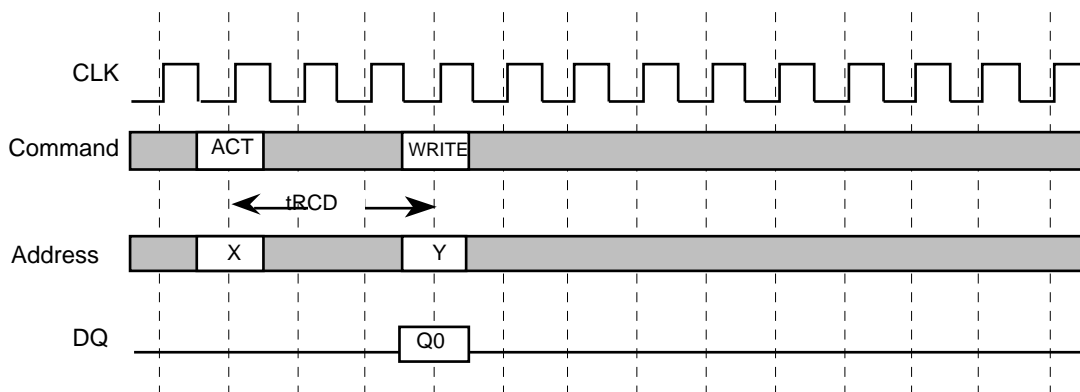 CLK
Command ACT WRITE
tRCD
Address X Y
DQ Q0